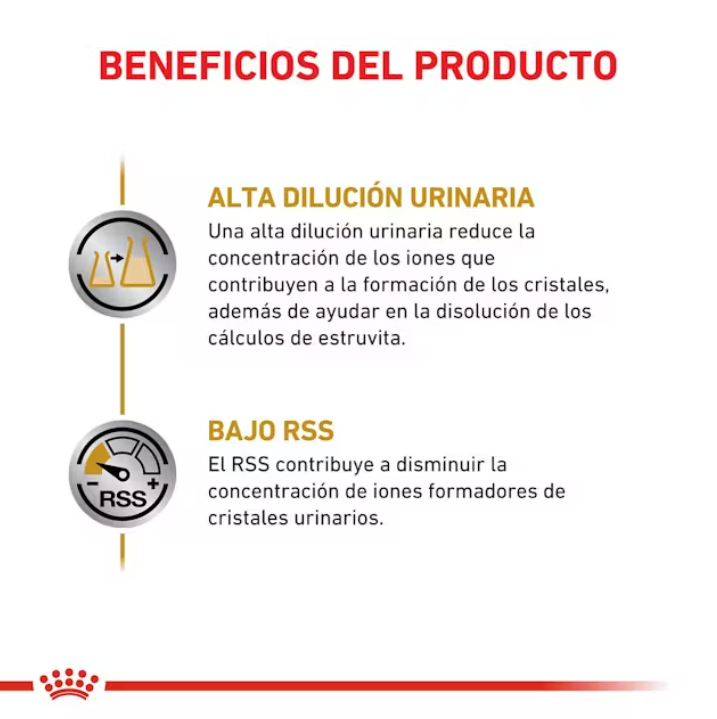 BENEFICIOS DEL PRODUCTO
ALTA DILUCIÓN URINARIA
Una alta dilución urinaria reduce la
concentración de los iones que
contribuyen a la formación de los cristales,
además de ayudar en la disolución de los
cálculos de estruvita.
BAJO RSS
El RSS contribuye a disminuir la
concentración de iones formadores de
cristales urinarios.
- +
RSS